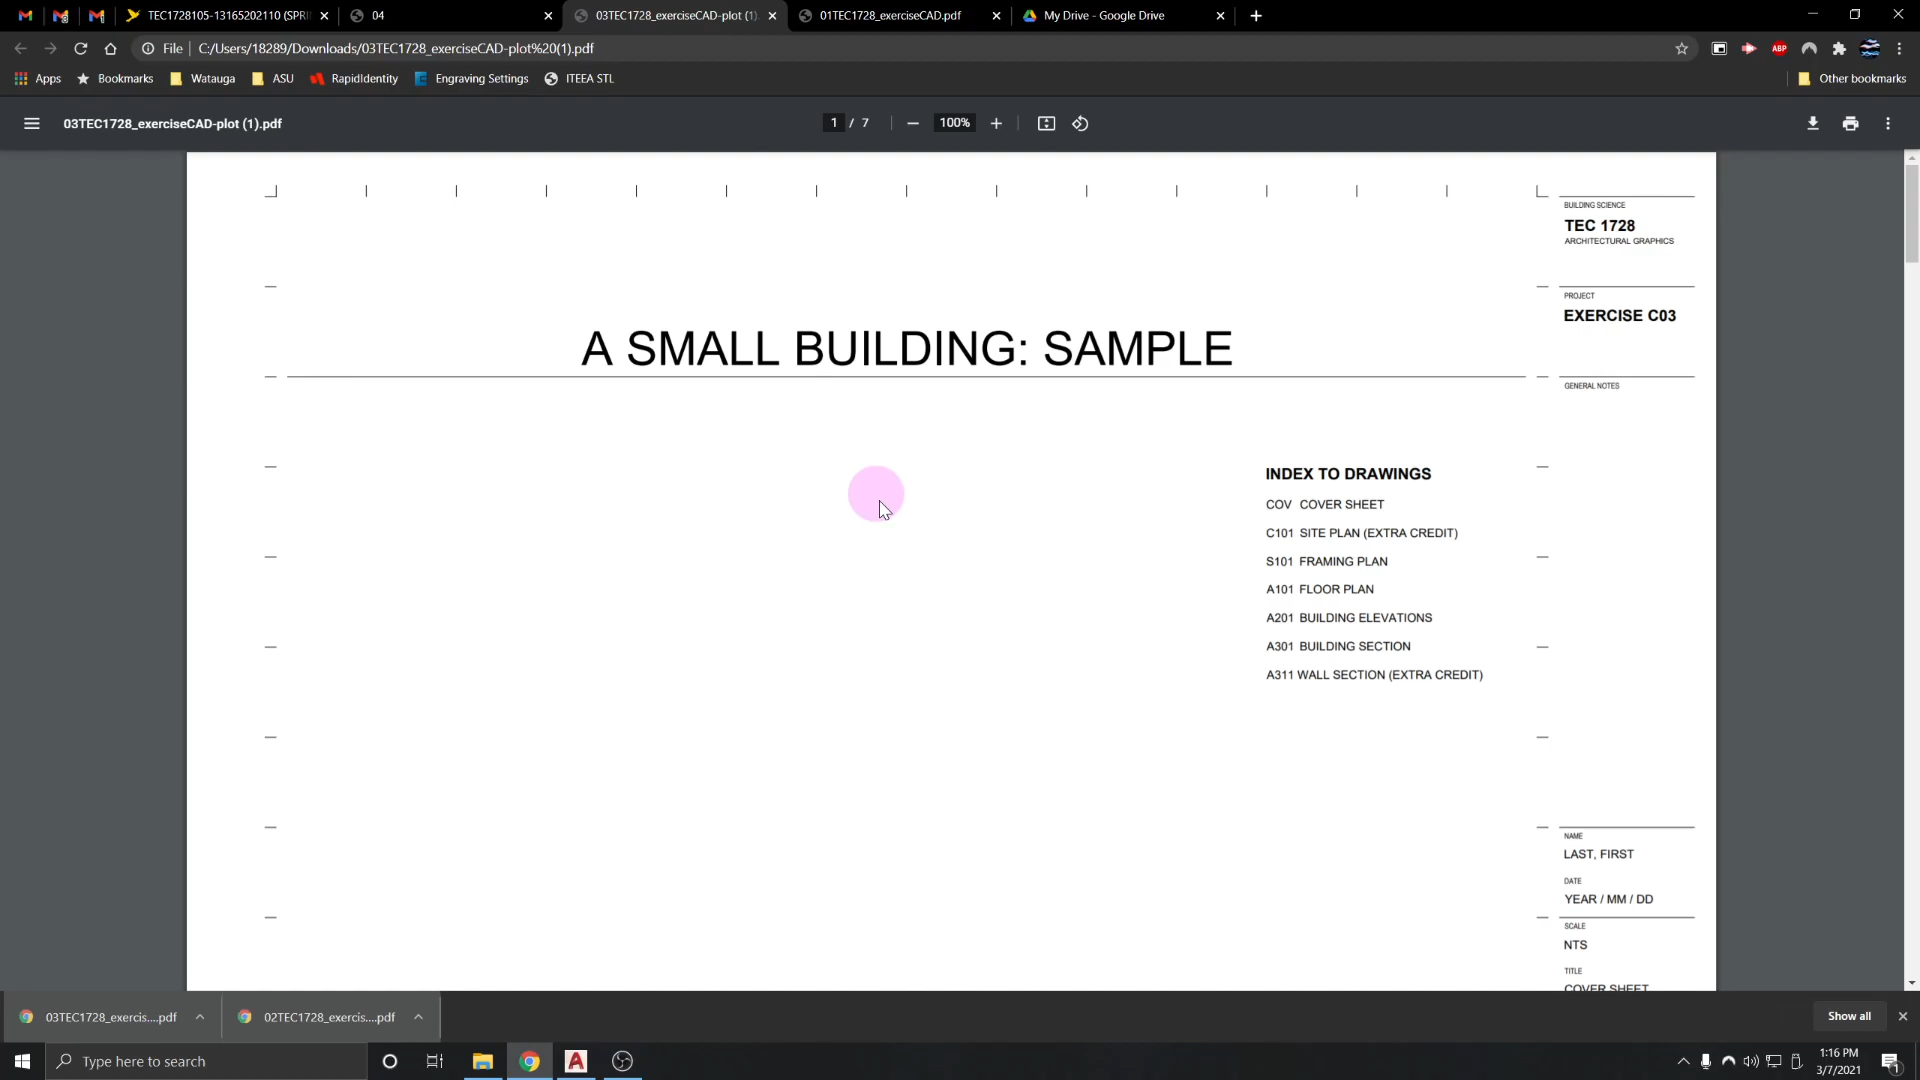 TEC1728105-13165202110 (SPRI
04
03TEC1728_exerciseCAD-plot (1)
01TEC1728_exerciseCAD.pdf
My Drive - Google Drive
File
C:/Users/18289/Downloads/03TEC1728_exerciseCAD-plot%20(1).pdf
ABP
Apps
Bookmarks
Watauga
ASU
RapidIdentity
Engraving Settings
ITEEA STL
Other bookmarks
03TEC1728_exerciseCAD-plot (1).pdf
1 / 7
100%
BUILDING SCIENCE
TEC 1728
ARCHITECTURAL GRAPHICS
PROJECT
EXERCISE C03
A SMALL BUILDING: SAMPLE
GENERAL NOTES
INDEX TO DRAWINGS
COV COVER SHEET
C101 SITE PLAN (EXTRA CREDIT)
S101 FRAMING PLAN
A101 FLOOR PLAN
A201 BUILDING ELEVATIONS
A301 BUILDING SECTION
A311 WALL SECTION (EXTRA CREDIT)
NAME
LAST, FIRST
DATE
YEAR / MM / DD
SCALE
NTS
TITLE
COVER SHEET
03TEC1728_exercis....pdf
02TEC1728_exercis....pdf
Show all
Type here to search
1:16 PM
3/7/2021
1